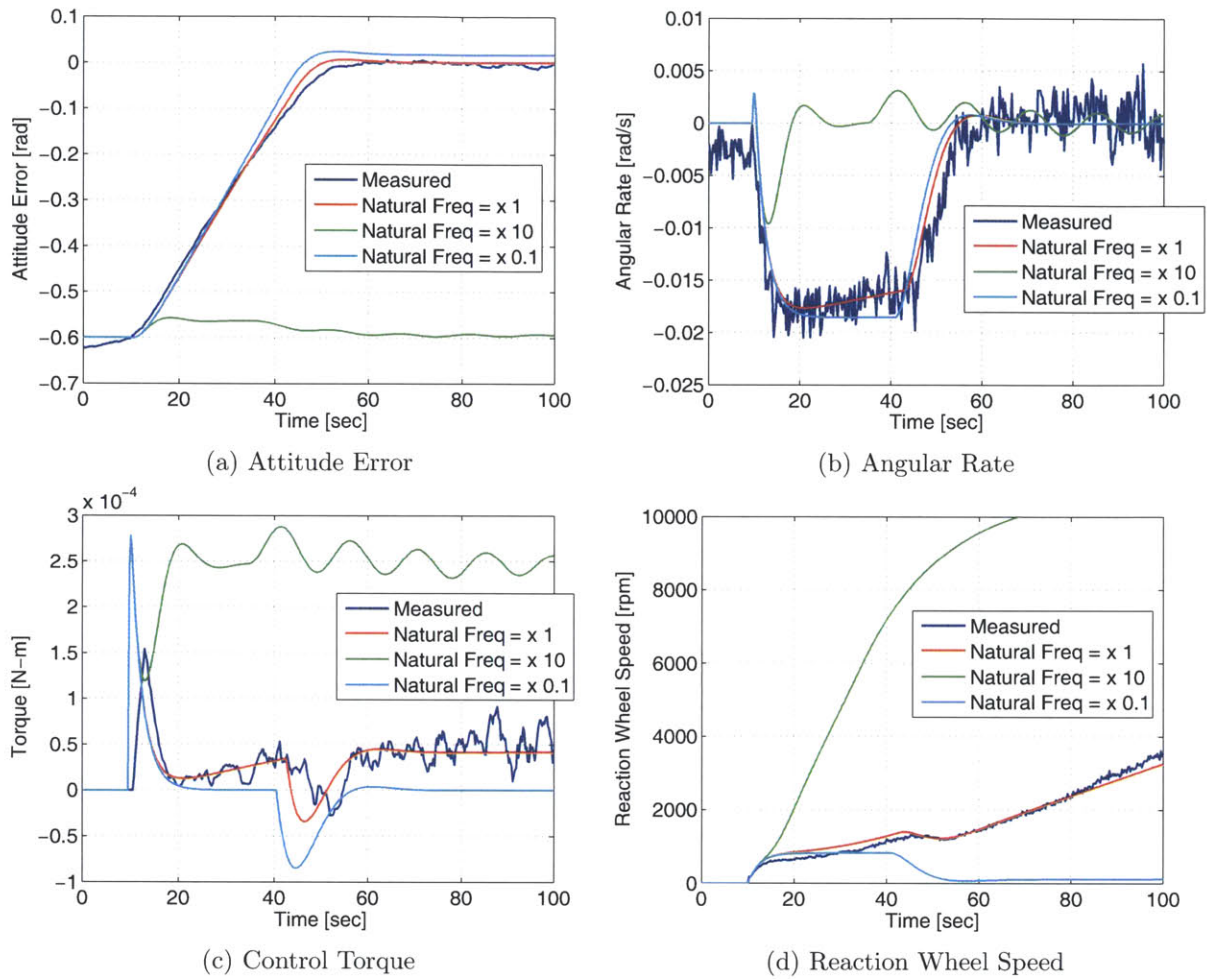 0.1
0
−0.1
−0.2
−0.3
−0.4
−0.5
−0.6
−0.7
Attitude Error [rad]
Measured
Natural Freq = x 1
Natural Freq = x 10
Natural Freq = x 0.1
0 20 40 60 80 100
Time [sec]
(a) Attitude Error
0.01
0.005
0
−0.005
−0.01
−0.015
−0.02
−0.025
Angular Rate [rad/s]
Measured
Natural Freq = x 1
Natural Freq = x 10
Natural Freq = x 0.1
0 20 40 60 80 100
Time [sec]
(b) Angular Rate
x 10−4
3
2.5
2
1.5
1
0.5
0
−0.5
−1
Torque [N−m]
Measured
Natural Freq = x 1
Natural Freq = x 10
Natural Freq = x 0.1
0 20 40 60 80 100
Time [sec]
(c) Control Torque
10000
8000
6000
4000
2000
0
Reaction Wheel Speed [rpm]
Measured
Natural Freq = x 1
Natural Freq = x 10
Natural Freq = x 0.1
0 20 40 60 80 100
Time [sec]
(d) Reaction Wheel Speed